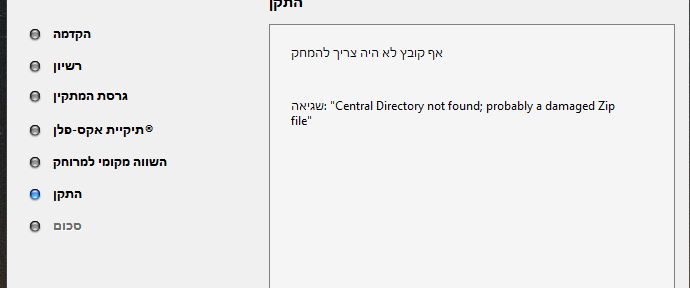 התקן
הקדמה
רשיון
גרסת המתקין
תיקיית אקס-פלן®
השווה מקומי למרוחק
התקן
סכום
אף קובץ לא היה צריך להמחק
שגיאה: "Central Directory not found; probably a damaged Zip
file"